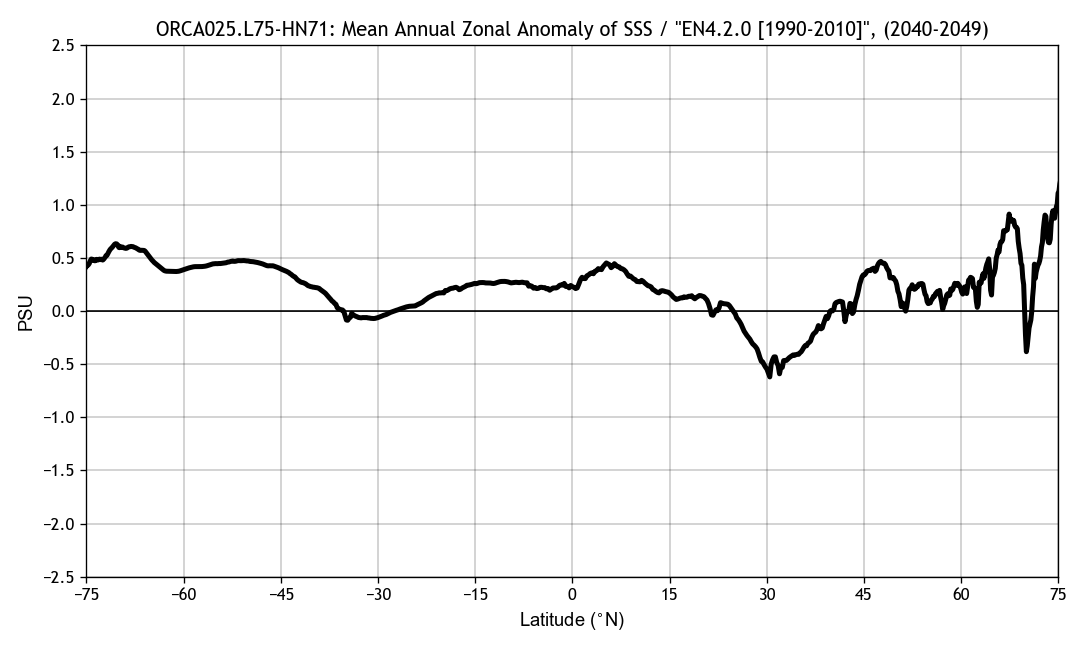 ORCA025.L75-HN71: Mean Annual Zonal Anomaly of SSS / "EN4.2.0 [1990-2010]", (2040-2049)
2.5
2.0
1.5
1.0
0.5
0.0
−0.5
−1.0
−1.5
−2.0
−2.5
PSU
−75 −60 −45 −30 −15 0 15 30 45 60 75
Latitude (°N)